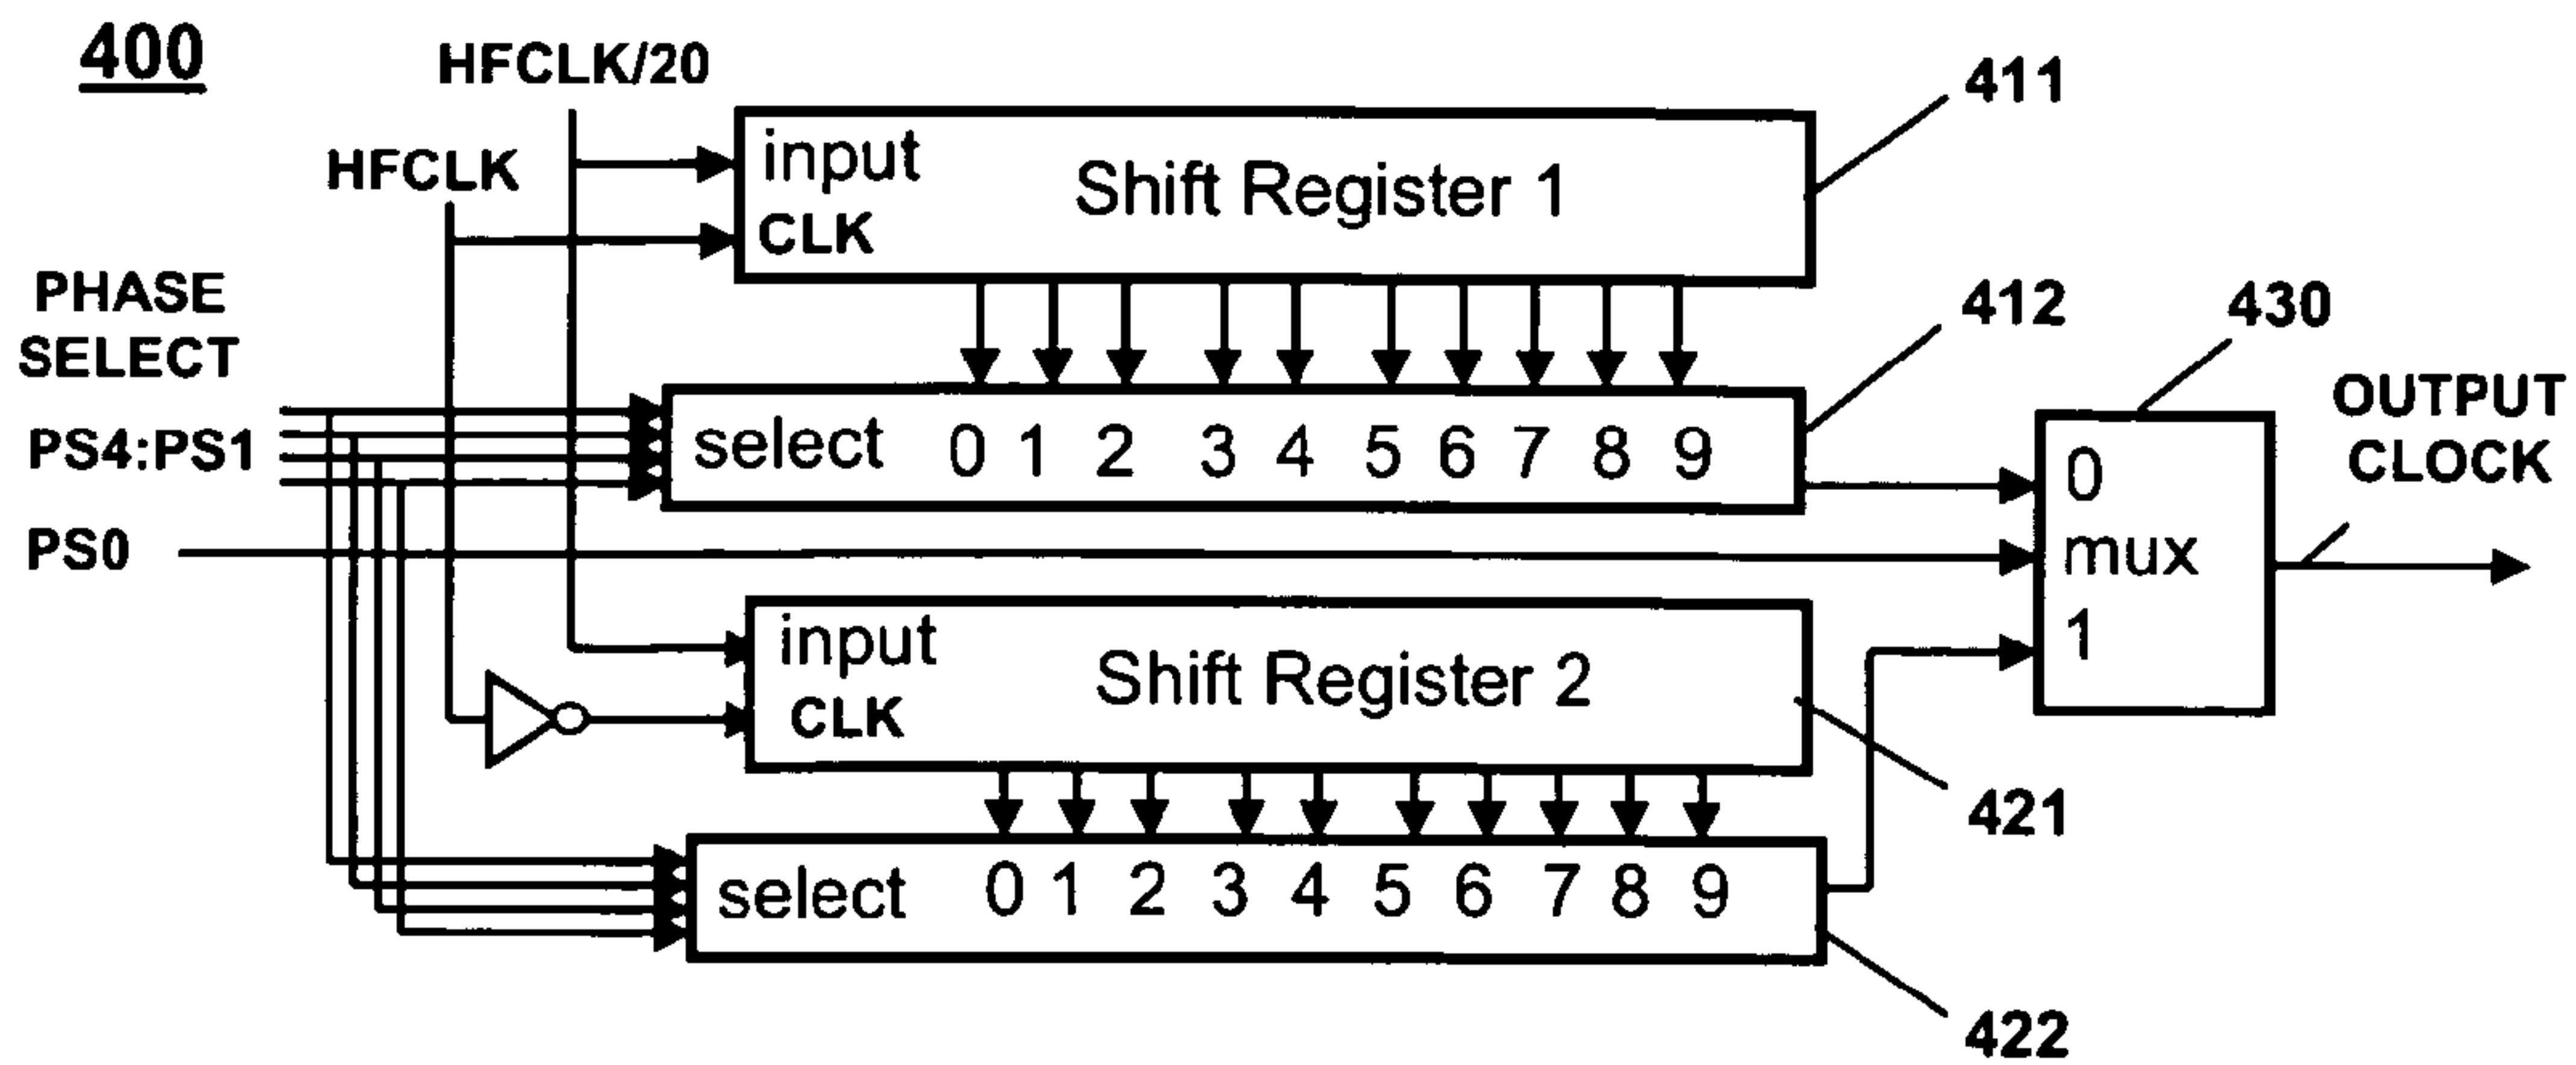 400
HFCLK/20
411
input
Shift Register 1
HFCLK
CLK
PHASE
SELECT
412
430
PS4:PS1
select 0 1 2 3 4 5 6 7 8 9
OUTPUT
CLOCK
0
mux
1
PS0
input
Shift Register 2
CLK
421
select 0 1 2 3 4 5 6 7 8 9
422